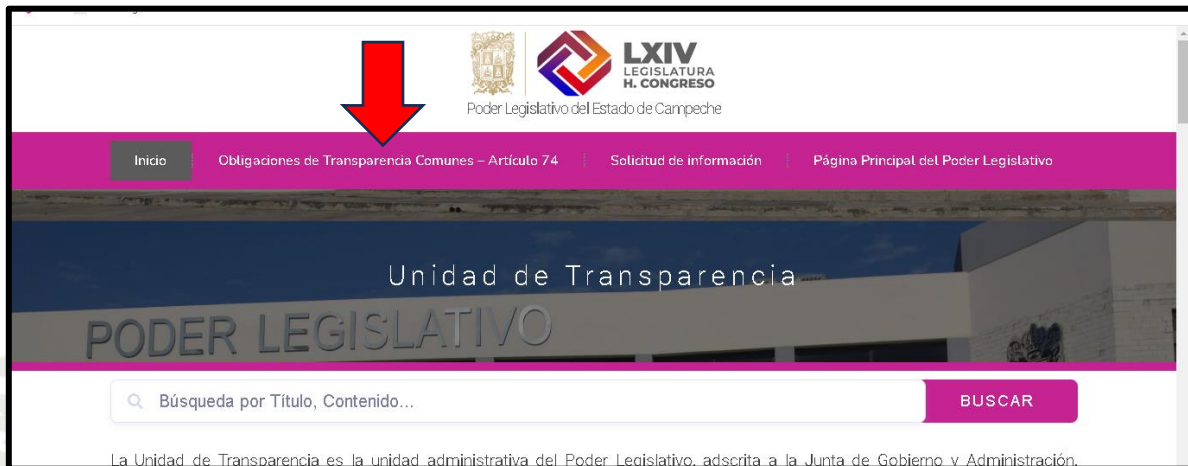 LXIV
LEGISLATURA
H. CONGRESO
Poder Legislativo del Estado de Campeche
Inicio
Obligaciones de Transparencia Comunes – Artículo 74
Solicitud de información
Página Principal del Poder Legislativo
Unidad de Transparencia
PODER LEGISLATIVO
Búsqueda por Título, Contenido...
BUSCAR
La Unidad de Transparencia es la unidad administrativa del Poder Legislativo, adscrita a la Junta de Gobierno y Administración,